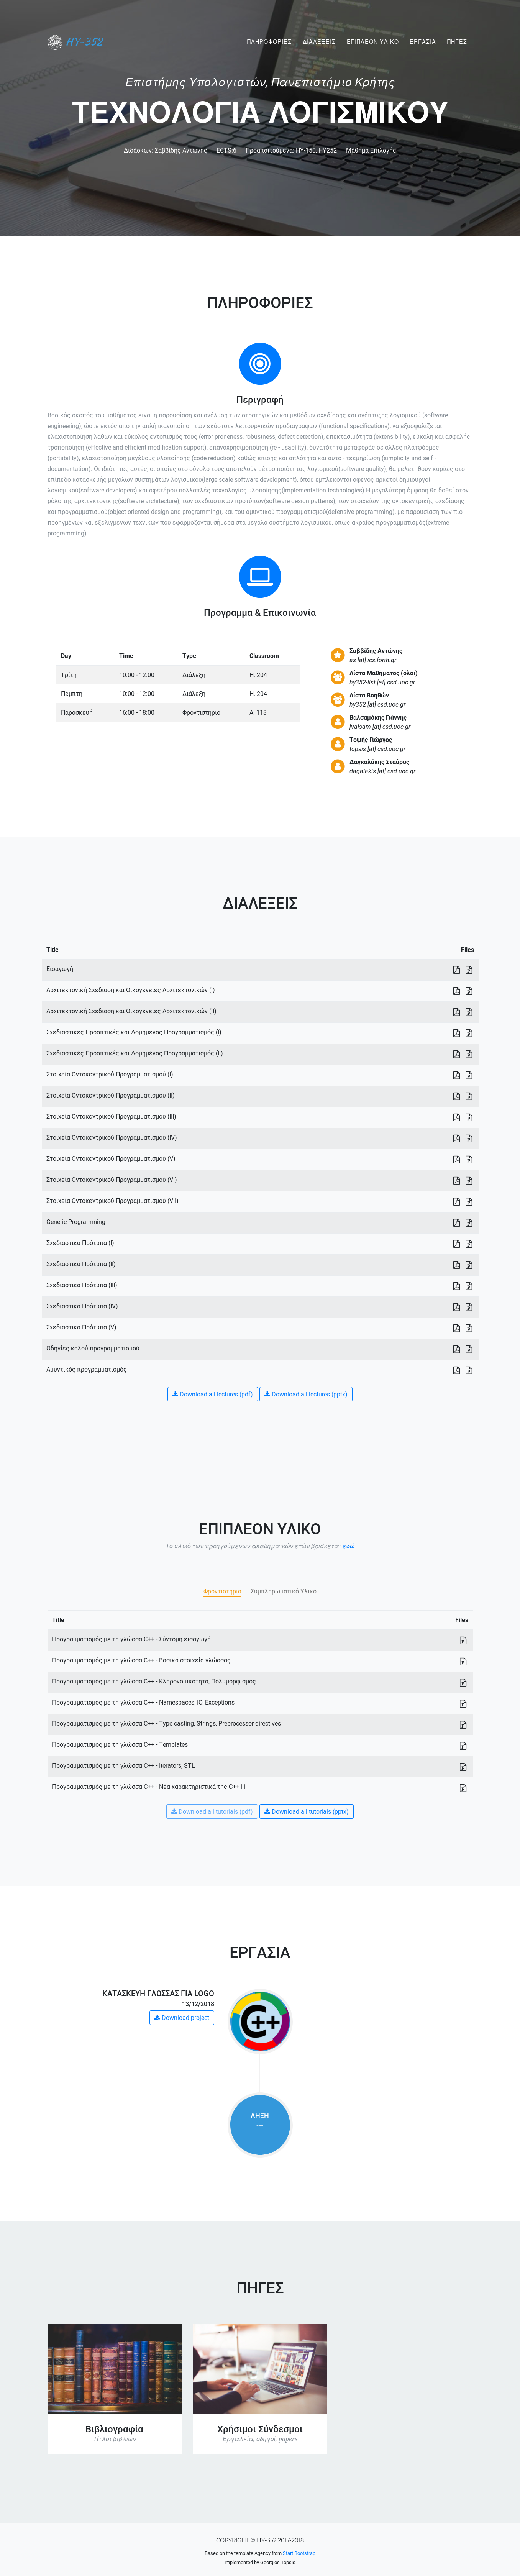 HY-352
ΠΛΗΡΟΦΟΡΙΕΣ ΔΙΑΛΕΞΕΙΣ ΕΠΙΠΛΕΟΝ ΥΛΙΚΟ ΕΡΓΑΣΙΑ ΠΗΓΕΣ
Επιστήμης Υπολογιστών, Πανεπιστήμιο Κρήτης
ΤΕΧΝΟΛΟΓΙΑ ΛΟΓΙΣΜΙΚΟΥ
Διδάσκων: Σαββίδης Αντώνης ECTS:6 Προαπαιτούμενα: ΗΥ-150, ΗΥ252 Μάθημα Επιλογής
ΠΛΗΡΟΦΟΡΙΕΣ
Περιγραφή
Βασικός σκοπός του μαθήματος είναι η παρουσίαση και ανάλυση των στρατηγικών και μεθόδων σχεδίασης και ανάπτυξης λογισμικού (software
engineering), ώστε εκτός από την απλή ικανοποίηση των εκάστοτε λειτουργικών προδιαγραφών (functional specifications), να εξασφαλίζεται
ελαχιστοποίηση λαθών και εύκολος εντοπισμός τους (error proneness, robustness, defect detection), επεκτασιμότητα (extensibility), εύκολη και ασφαλής
τροποποίηση (effective and efficient modification support), επαναχρησιμοποίηση (re - usability), δυνατότητα μεταφοράς σε άλλες πλατφόρμες
(portability), ελαχιστοποίηση μεγέθους υλοποίησης (code reduction) καθώς επίσης και απλότητα και αυτό - τεκμηρίωση (simplicity and self -
documentation). Οι ιδιότητες αυτές, οι οποίες στο σύνολο τους αποτελούν μέτρο ποιότητας λογισμικού(software quality), θα μελετηθούν κυρίως στο
επίπεδο κατασκευής μεγάλων συστημάτων λογισμικού(large scale software development), όπου εμπλέκονται αφενός αρκετοί δημιουργοί
λογισμικού(software developers) και αφετέρου πολλαπλές τεχνολογίες υλοποίησης(implementation technologies).Η μεγαλύτερη έμφαση θα δοθεί στον
ρόλο της αρχιτεκτονικής(software architecture), των σχεδιαστικών προτύπων(software design patterns), των στοιχείων της οντοκεντρικής σχεδίασης
και προγραμματισμού(object oriented design and programming), και του αμυντικού προγραμματισμού(defensive programming), με παρουσίαση των πιο
προηγμένων και εξελιγμένων τεχνικών που εφαρμόζονται σήμερα στα μεγάλα συστήματα λογισμικού, όπως ακραίος προγραμματισμός(extreme
programming).
Προγραμμα & Επικοινωνία
Day Time Type Classroom
Τρίτη 10:00 - 12:00 Διάλεξη Η. 204
Πέμπτη 10:00 - 12:00 Διάλεξη Η. 204
Παρασκευή 16:00 - 18:00 Φροντιστήριο Α. 113
Σαββίδης Αντώνης
as [at] ics.forth.gr
Λίστα Μαθήματος (όλοι)
hy352-list [at] csd.uoc.gr
Λίστα Βοηθών
hy352 [at] csd.uoc.gr
Βαλσαμάκης Γιάννης
jvalsam [at] csd.uoc.gr
Τοψής Γιώργος
topsis [at] csd.uoc.gr
Δαγκαλάκης Σταύρος
dagalakis [at] csd.uoc.gr
ΔΙΑΛΕΞΕΙΣ
Title Files
Εισαγωγή
Αρχιτεκτονική Σχεδίαση και Οικογένειες Αρχιτεκτονικών (I)
Αρχιτεκτονική Σχεδίαση και Οικογένειες Αρχιτεκτονικών (II)
Σχεδιαστικές Προοπτικές και Δομημένος Προγραμματισμός (I)
Σχεδιαστικές Προοπτικές και Δομημένος Προγραμματισμός (II)
Στοιχεία Οντοκεντρικού Προγραμματισμού (I)
Στοιχεία Οντοκεντρικού Προγραμματισμού (II)
Στοιχεία Οντοκεντρικού Προγραμματισμού (III)
Στοιχεία Οντοκεντρικού Προγραμματισμού (IV)
Στοιχεία Οντοκεντρικού Προγραμματισμού (V)
Στοιχεία Οντοκεντρικού Προγραμματισμού (VI)
Στοιχεία Οντοκεντρικού Προγραμματισμού (VII)
Generic Programming
Σχεδιαστικά Πρότυπα (I)
Σχεδιαστικά Πρότυπα (II)
Σχεδιαστικά Πρότυπα (III)
Σχεδιαστικά Πρότυπα (IV)
Σχεδιαστικά Πρότυπα (V)
Οδηγίες καλού προγραμματισμού
Αμυντικός προγραμματισμός
Download all lectures (pdf) Download all lectures (pptx)
ΕΠΙΠΛΕΟΝ ΥΛΙΚΟ
Το υλικό των προηγούμενων ακαδημαικών ετών βρίσκεται εδώ
Φροντιστήρια Συμπληρωματικό Υλικό
Title Files
Προγραμματισμός με τη γλώσσα C++ - Σύντομη εισαγωγή
Προγραμματισμός με τη γλώσσα C++ - Βασικά στοιχεία γλώσσας
Προγραμματισμός με τη γλώσσα C++ - Κληρονομικότητα, Πολυμορφισμός
Προγραμματισμός με τη γλώσσα C++ - Namespaces, IO, Exceptions
Προγραμματισμός με τη γλώσσα C++ - Type casting, Strings, Preprocessor directives
Προγραμματισμός με τη γλώσσα C++ - Templates
Προγραμματισμός με τη γλώσσα C++ - Iterators, STL
Προγραμματισμός με τη γλώσσα C++ - Νέα χαρακτηριστικά της C++11
Download all tutorials (pdf) Download all tutorials (pptx)
ΕΡΓΑΣΙΑ
ΚΑΤΑΣΚΕΥΗ ΓΛΩΣΣΑΣ ΓΙΑ LOGO
13/12/2018
Download project
C++
ΛΗΞΗ
---
ΠΗΓΕΣ
Βιβλιογραφία
Τίτλοι βιβλίων
Χρήσιμοι Σύνδεσμοι
Εργαλεία, οδηγοί, papers
COPYRIGHT © HY-352 2017-2018
Based on the template Agency from Start Bootstrap
Implemented by Georgios Topsis